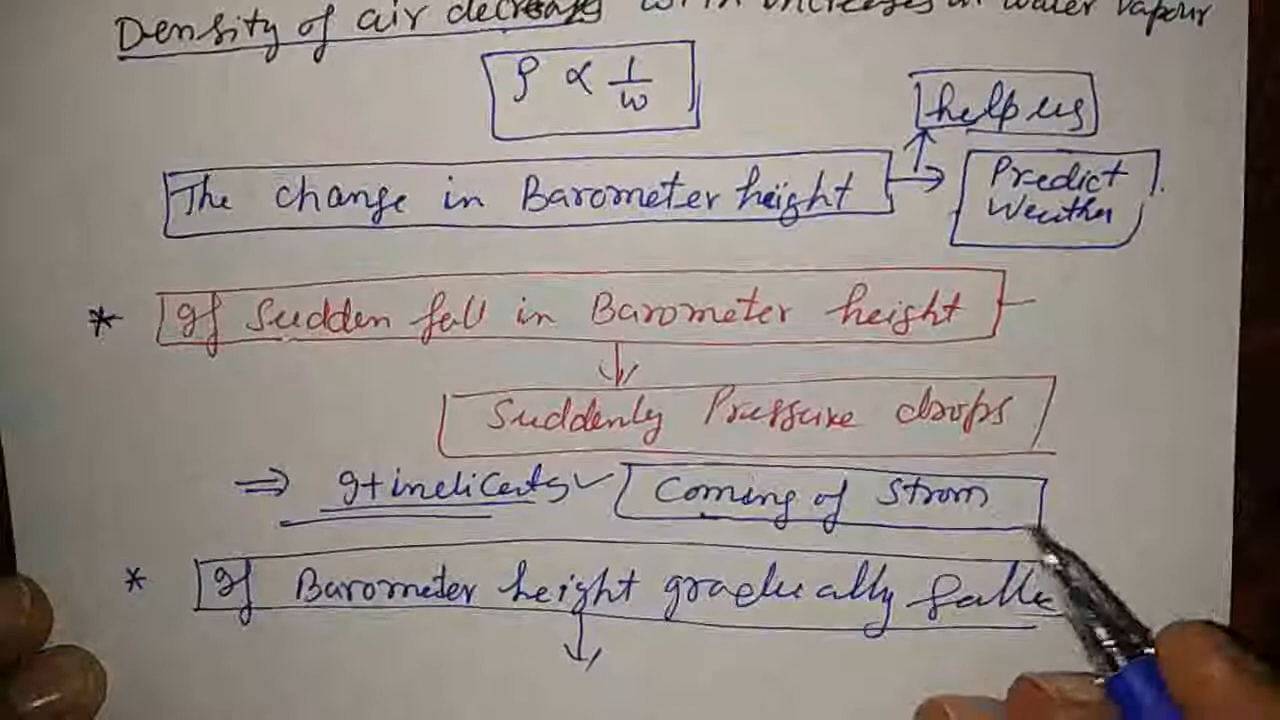 Density of air decreases with increases in water vapour
ρ ∝ 1/w
help us
The change in Barometer height → Predict Weather
* If Sudden fall in Barometer height
Suddenly Pressure drops
⇒ It indicates Coming of Strom
* If Barometer height gradually falls